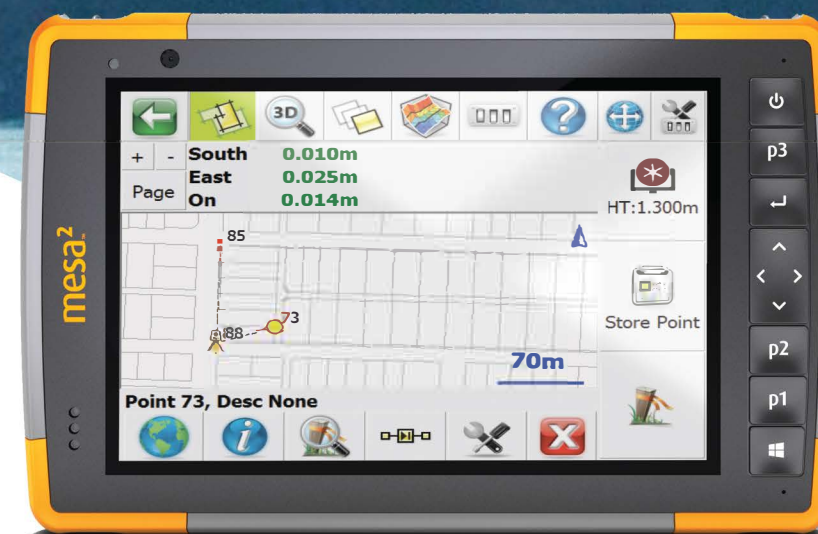 3D
+ - South 0.010m
Page East 0.025m
On 0.014m
HT:1.300m
85
73
88
70m
Store Point
Point 73, Desc None
mesa²
p3
p2
p1